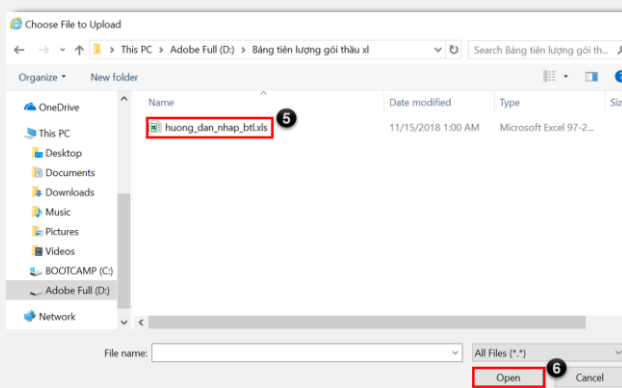 Choose File to Upload
This PC > Adobe Full (D:) > Bảng tiên lượng gói thầu xl
Search Bảng tiên lượng gói th...
Organize New folder
Name Date modified Type Siz
OneDrive
This PC
Desktop
Documents
Downloads
Music
Pictures
Videos
BOOTCAMP (C:)
Adobe Full (D:)
Network
huong_dan_nhap_btl.xls 5 11/15/2018 1:00 AM Microsoft Excel 97-2...
File name: All Files (*.*)
6
Open Cancel